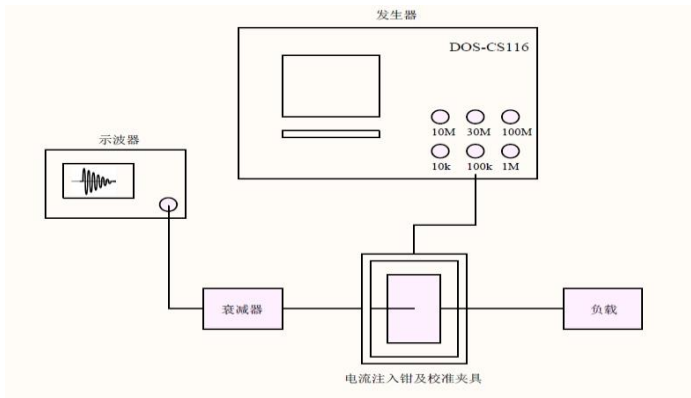 发生器
DOS-CS116
示波器
10M 30M 100M
10k 100k 1M
衰减器
负载
电流注入钳及校准夹具